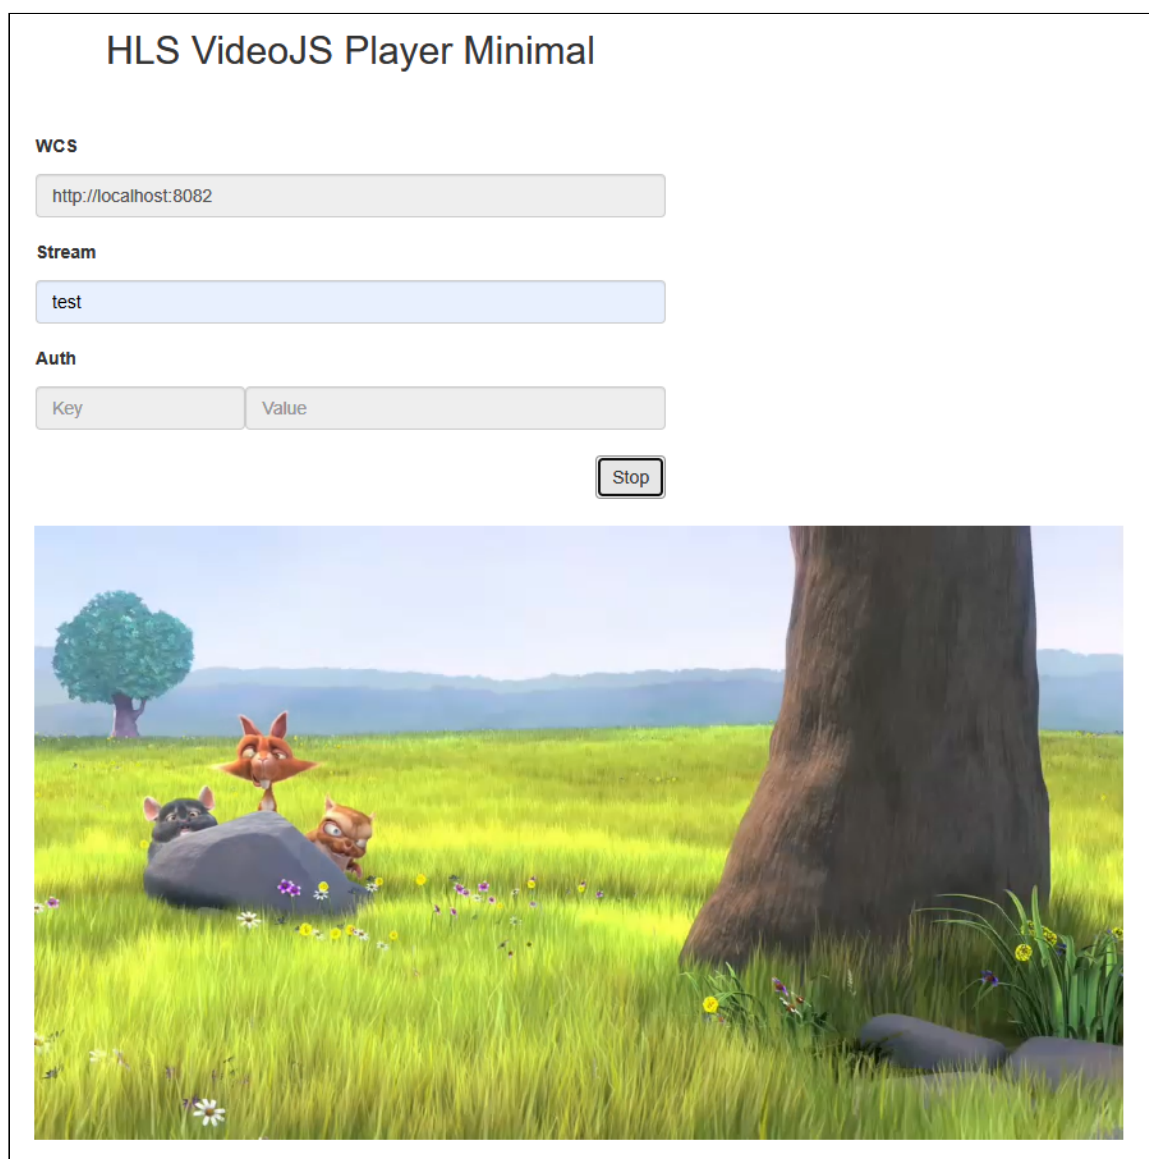 HLS VideoJS Player Minimal
WCS
http://localhost:8082
Stream
test
Auth
Key Value
Stop